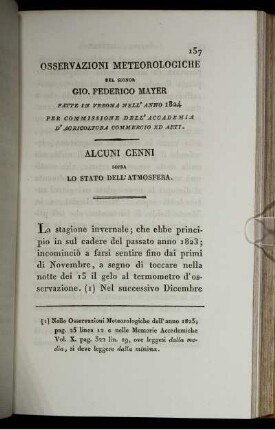 157
OSSERVAZIONI METEOROLOGICHE
DEL SIGNOR
GIO. FEDERICO MAYER
FATTE IN VERONA NELL'ANNO 1824
PER COMMISSIONE DELL'ACCADEMIA
D'AGRICOLTURA COMMERCIO ED ARTI.
ALCUNI CENNI
SOPRA
LO STATO DELL'ATMOSFERA.
La stagione invernale; che ebbe princi-
pio in sul cadere del passato anno 1823;
incominciò a farsi sentire fino dai primi
di Novembre, a segno di toccare nella
notte dei 15 il gelo al termometro d'os-
servazione. (1) Nel successivo Dicembre
(1) Nelle Osservazioni Meteorologiche dell'anno 1823,
pag. 25 linea 12 e nelle Memorie Accademiche
Vol. X. pag. 322 lin. 29, ove leggesi dalla me-
dia, si deve leggere dalla minima.